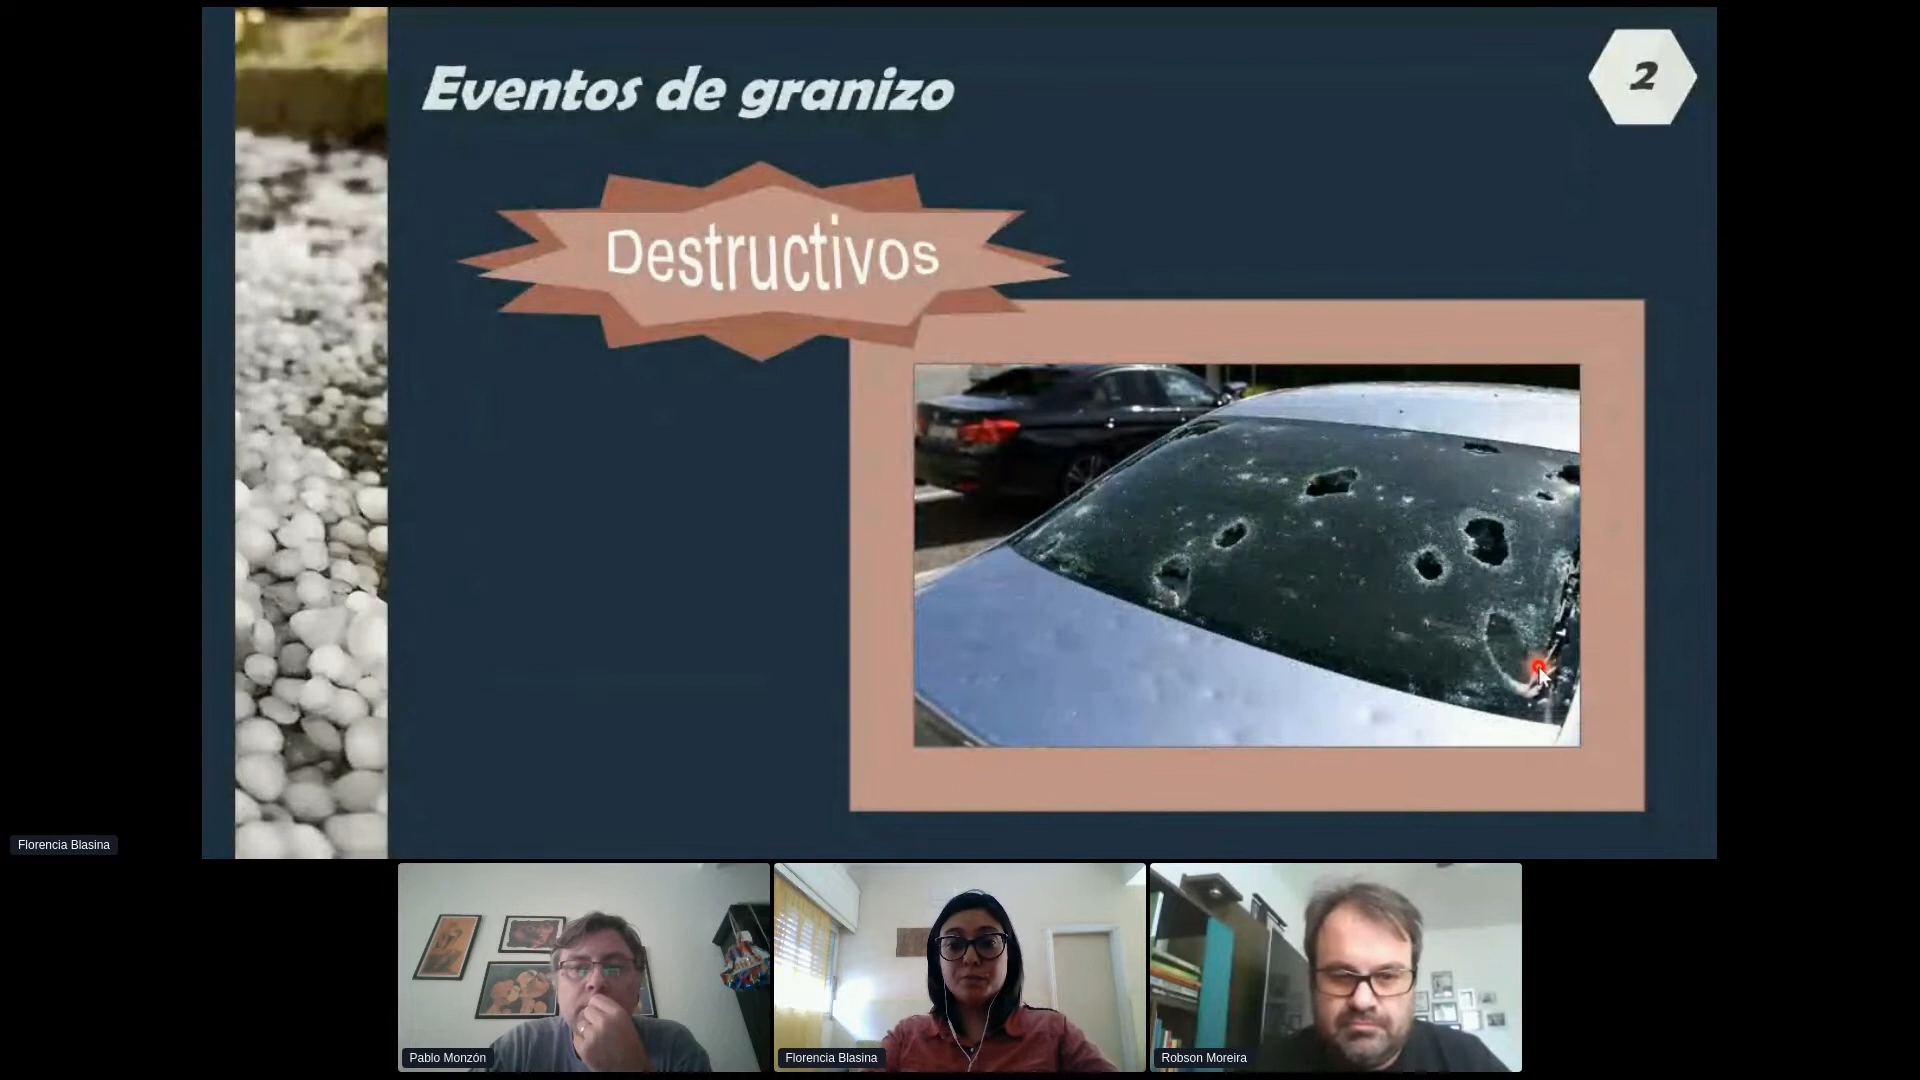 Eventos de granizo
2
Destructivos
Florencia Blasina
Pablo Monzón
Florencia Blasina
Robson Moreira